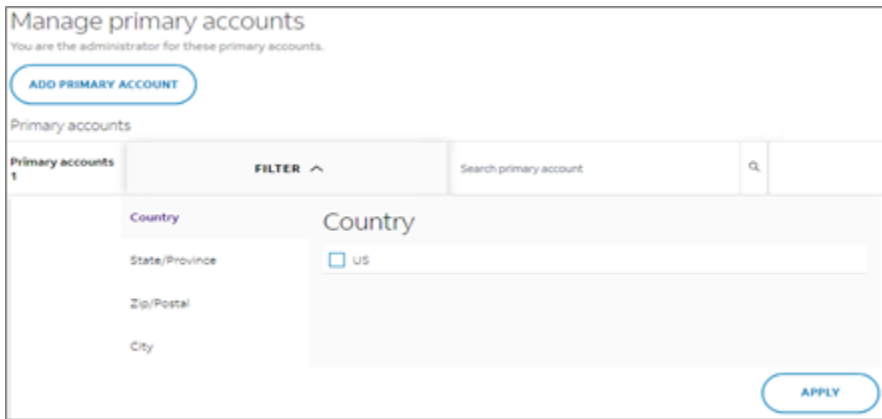 Manage primary accounts
You are the administrator for these primary accounts.
ADD PRIMARY ACCOUNT
Primary accounts
Primary accounts
1
FILTER
Search primary account
Country
Country
State/Province
US
Zip/Postal
City
APPLY